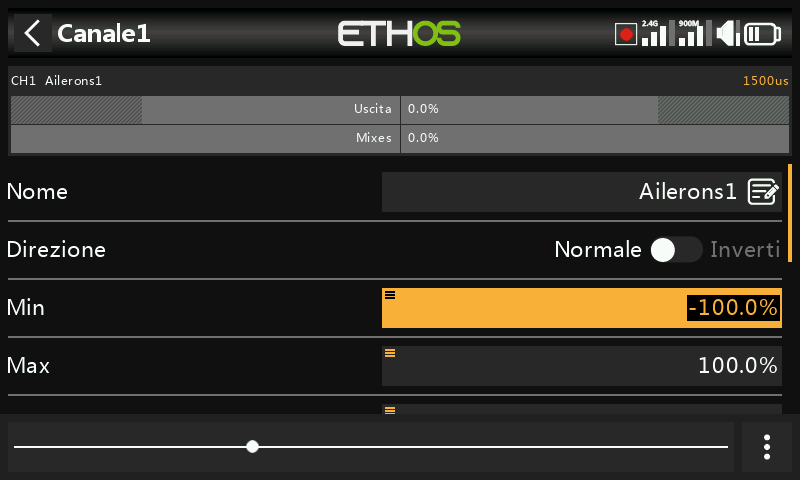 Canale1
ETHOS
2.4G 900M
CH1 Ailerons1 1500us
Uscita 0.0%
Mixes 0.0%
Nome Ailerons1
Direzione Normale Inverti
Min -100.0%
Max 100.0%